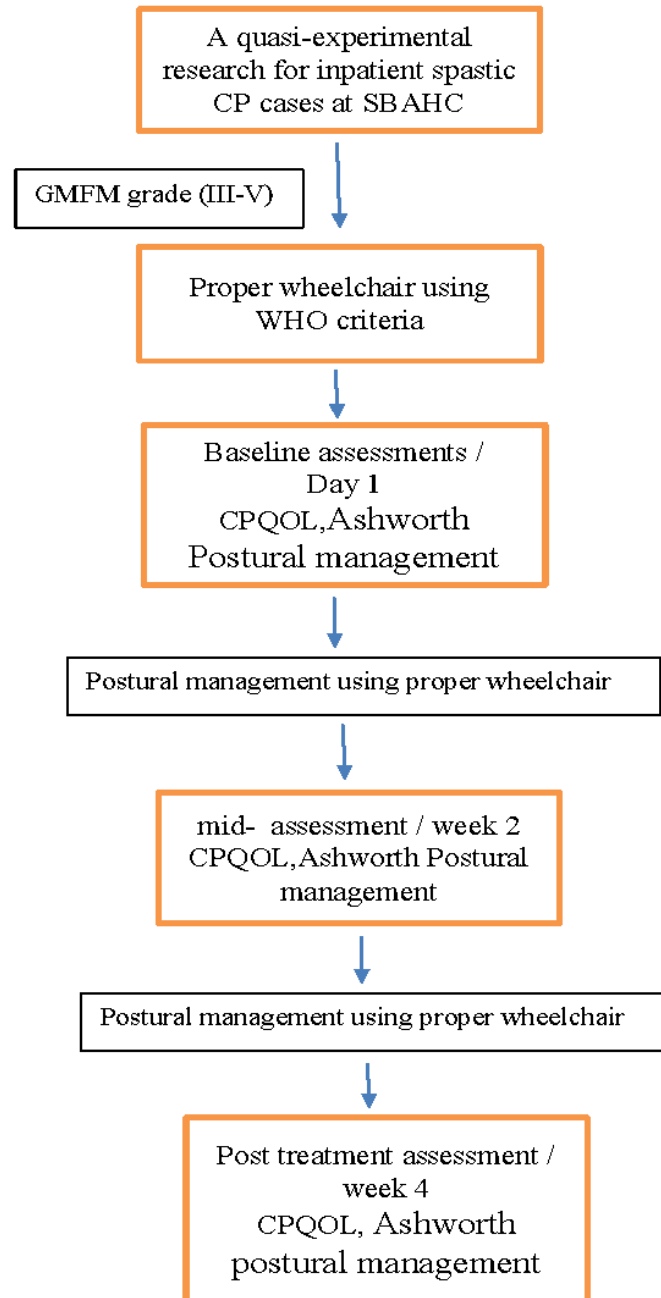 A quasi-experimental
research for inpatient spastic
CP cases at SBAHC
GMFM grade (III-V)
Proper wheelchair using
WHO criteria
Baseline assessments /
Day 1
CPQOL,Ashworth
Postural management
Postural management using proper wheelchair
mid- assessment / week 2
CPQOL,Ashworth Postural
management
Postural management using proper wheelchair
Post treatment assessment /
week 4
CPQOL, Ashworth
postural management